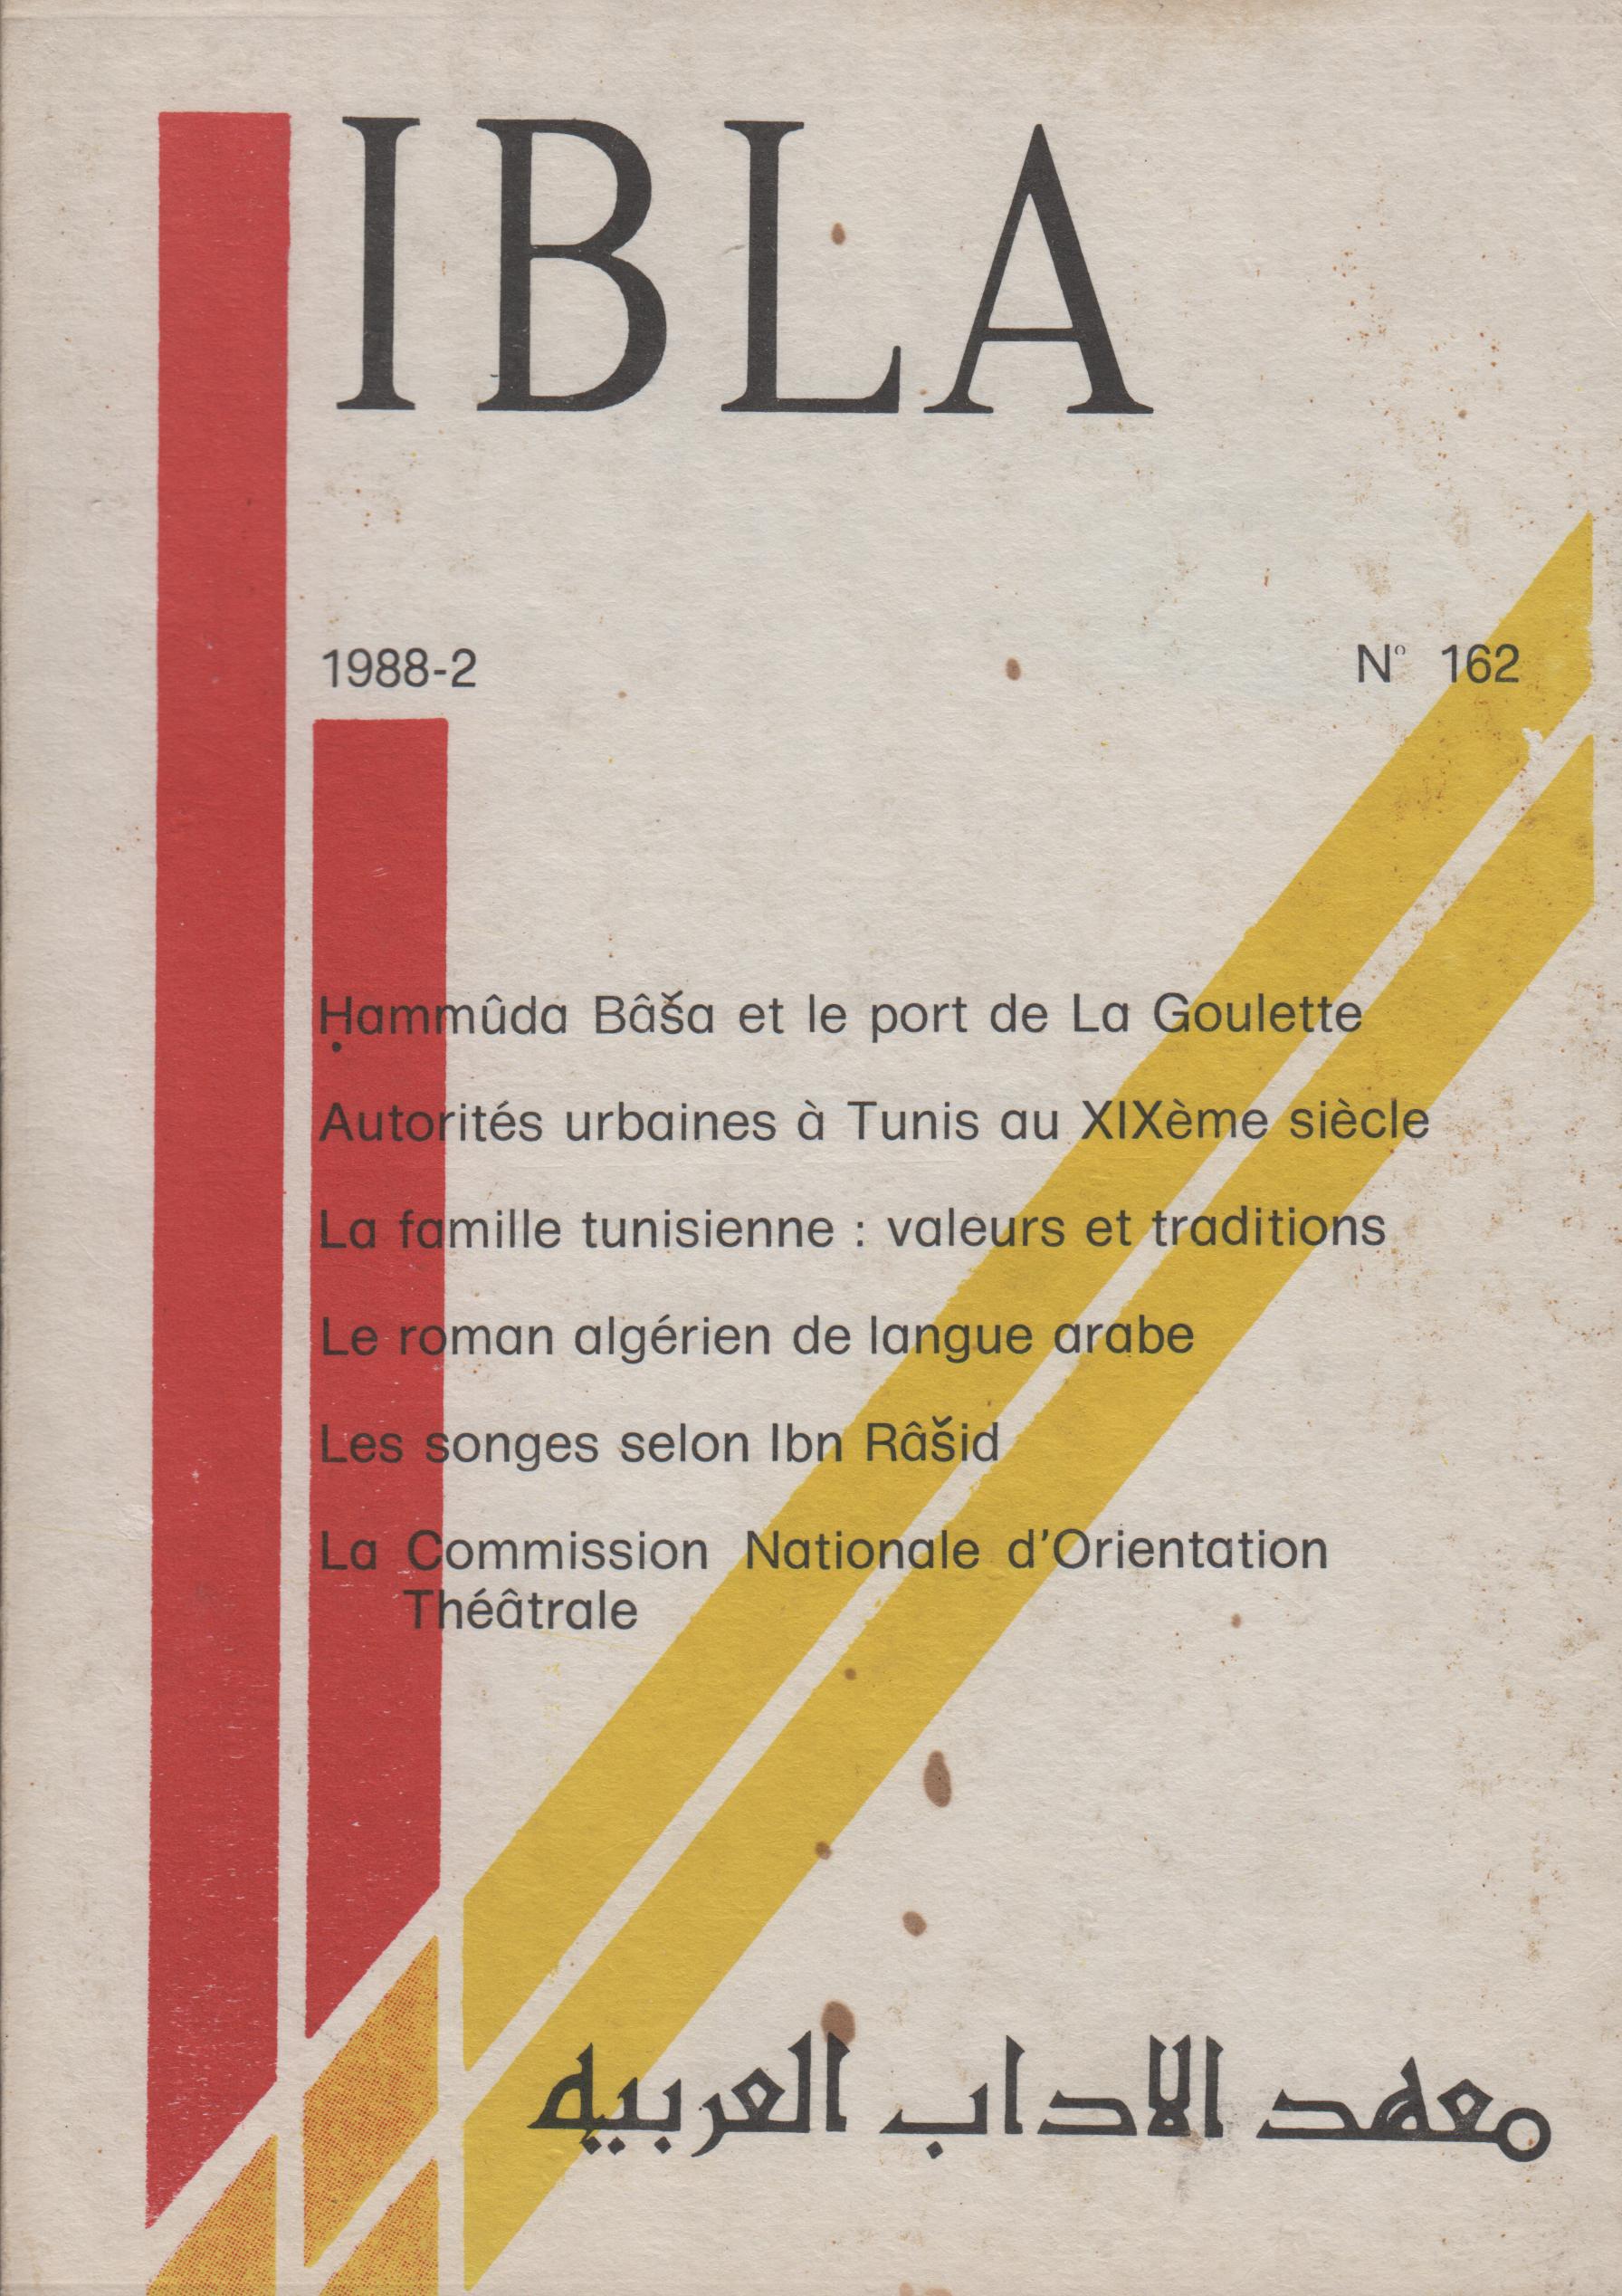 IBLA
1988-2
N° 162
Ḥammûda Bâša et le port de La Goulette
Autorités urbaines à Tunis au XIXème siècle
La famille tunisienne : valeurs et traditions
Le roman algérien de langue arabe
Les songes selon Ibn Râšid
La Commission Nationale d'Orientation
Théâtrale
معهد الاداب العربيه